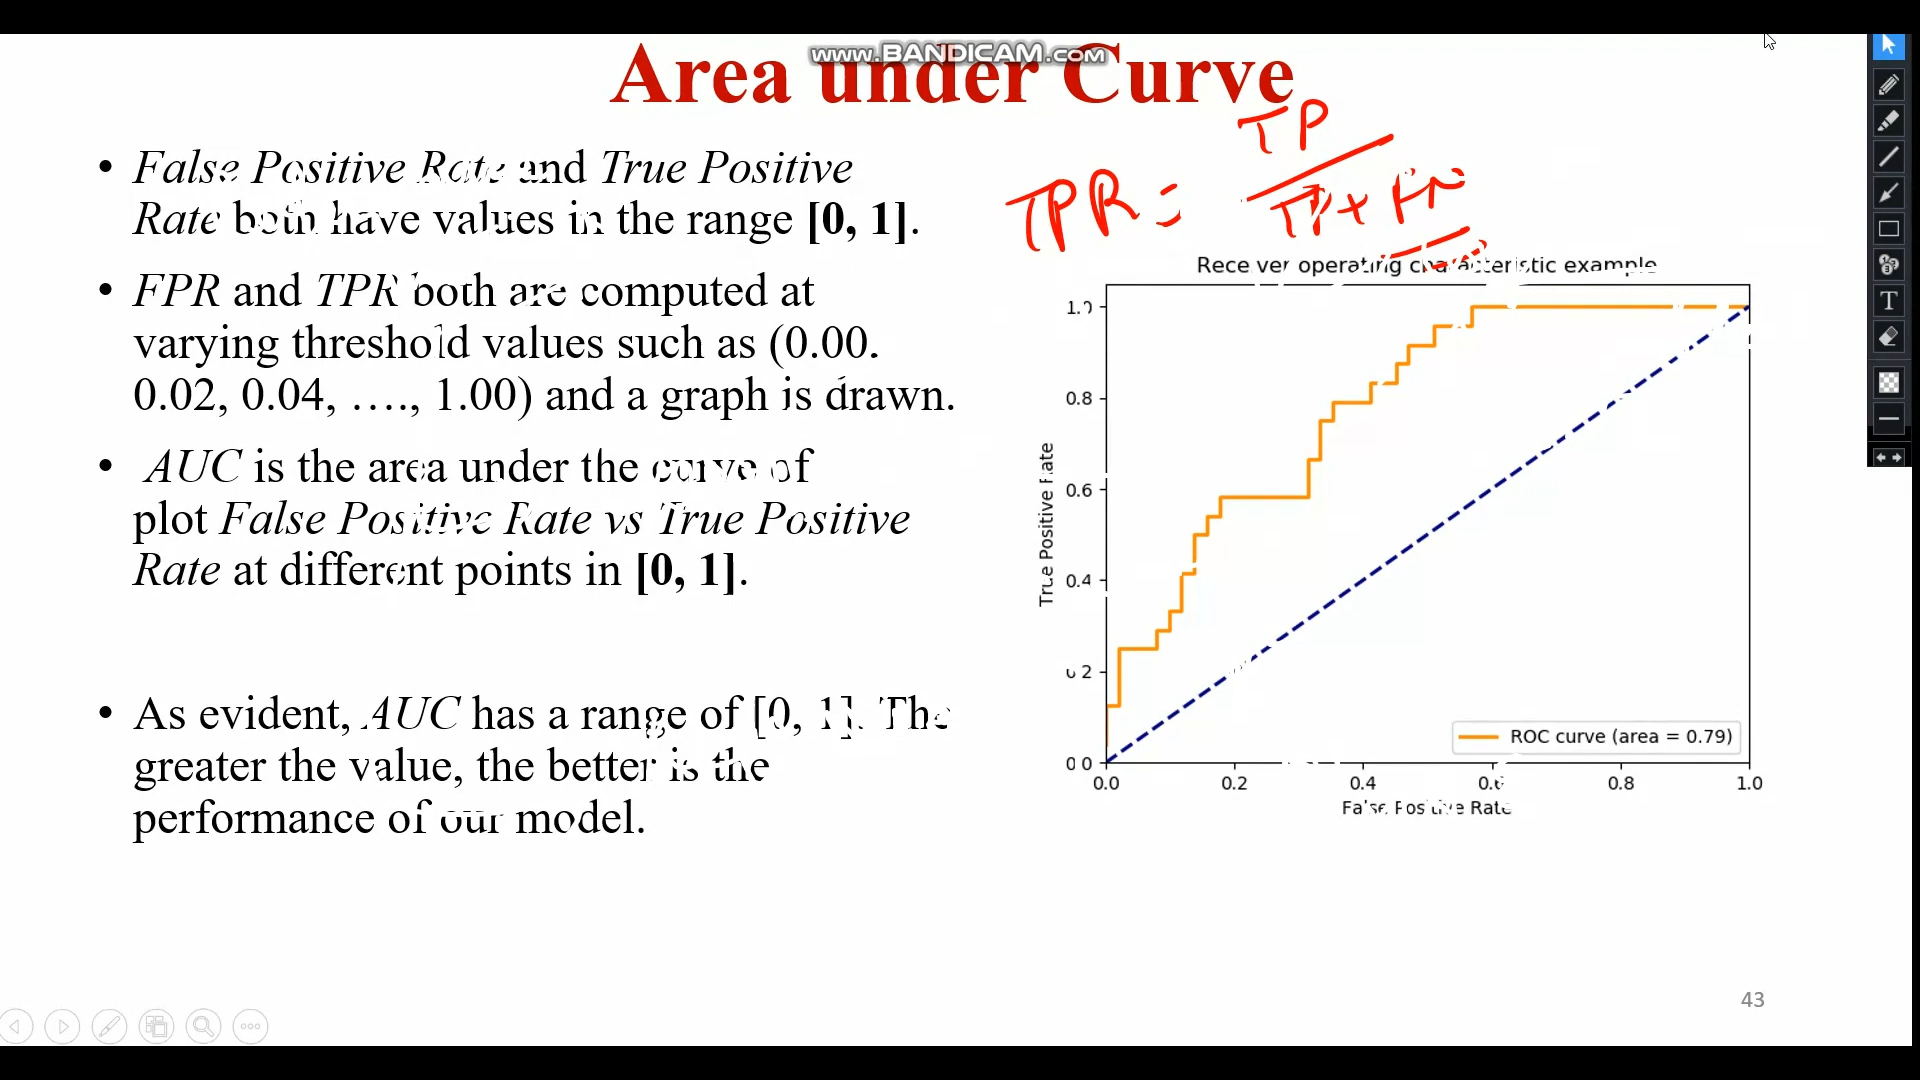 www.BANDICAM.com
Area under Curve
• False Positive Rate and True Positive
Rate both have values in the range [0, 1].
• FPR and TPR both are computed at
varying threshold values such as (0.00.
0.02, 0.04, …., 1.00) and a graph is drawn.
• AUC is the area under the curve of
plot False Positive Rate vs True Positive
Rate at different points in [0, 1].
• As evident, AUC has a range of [0, 1]. The
greater the value, the better is the
performance of our model.
TP
TPR =
TP + FN
Receiver operating characteristic example
1.0
0.8
0.6
0.4
0.2
0.0
True Positive Rate
ROC curve (area = 0.79)
0.0 0.2 0.4 0.6 0.8 1.0
False Positive Rate
43